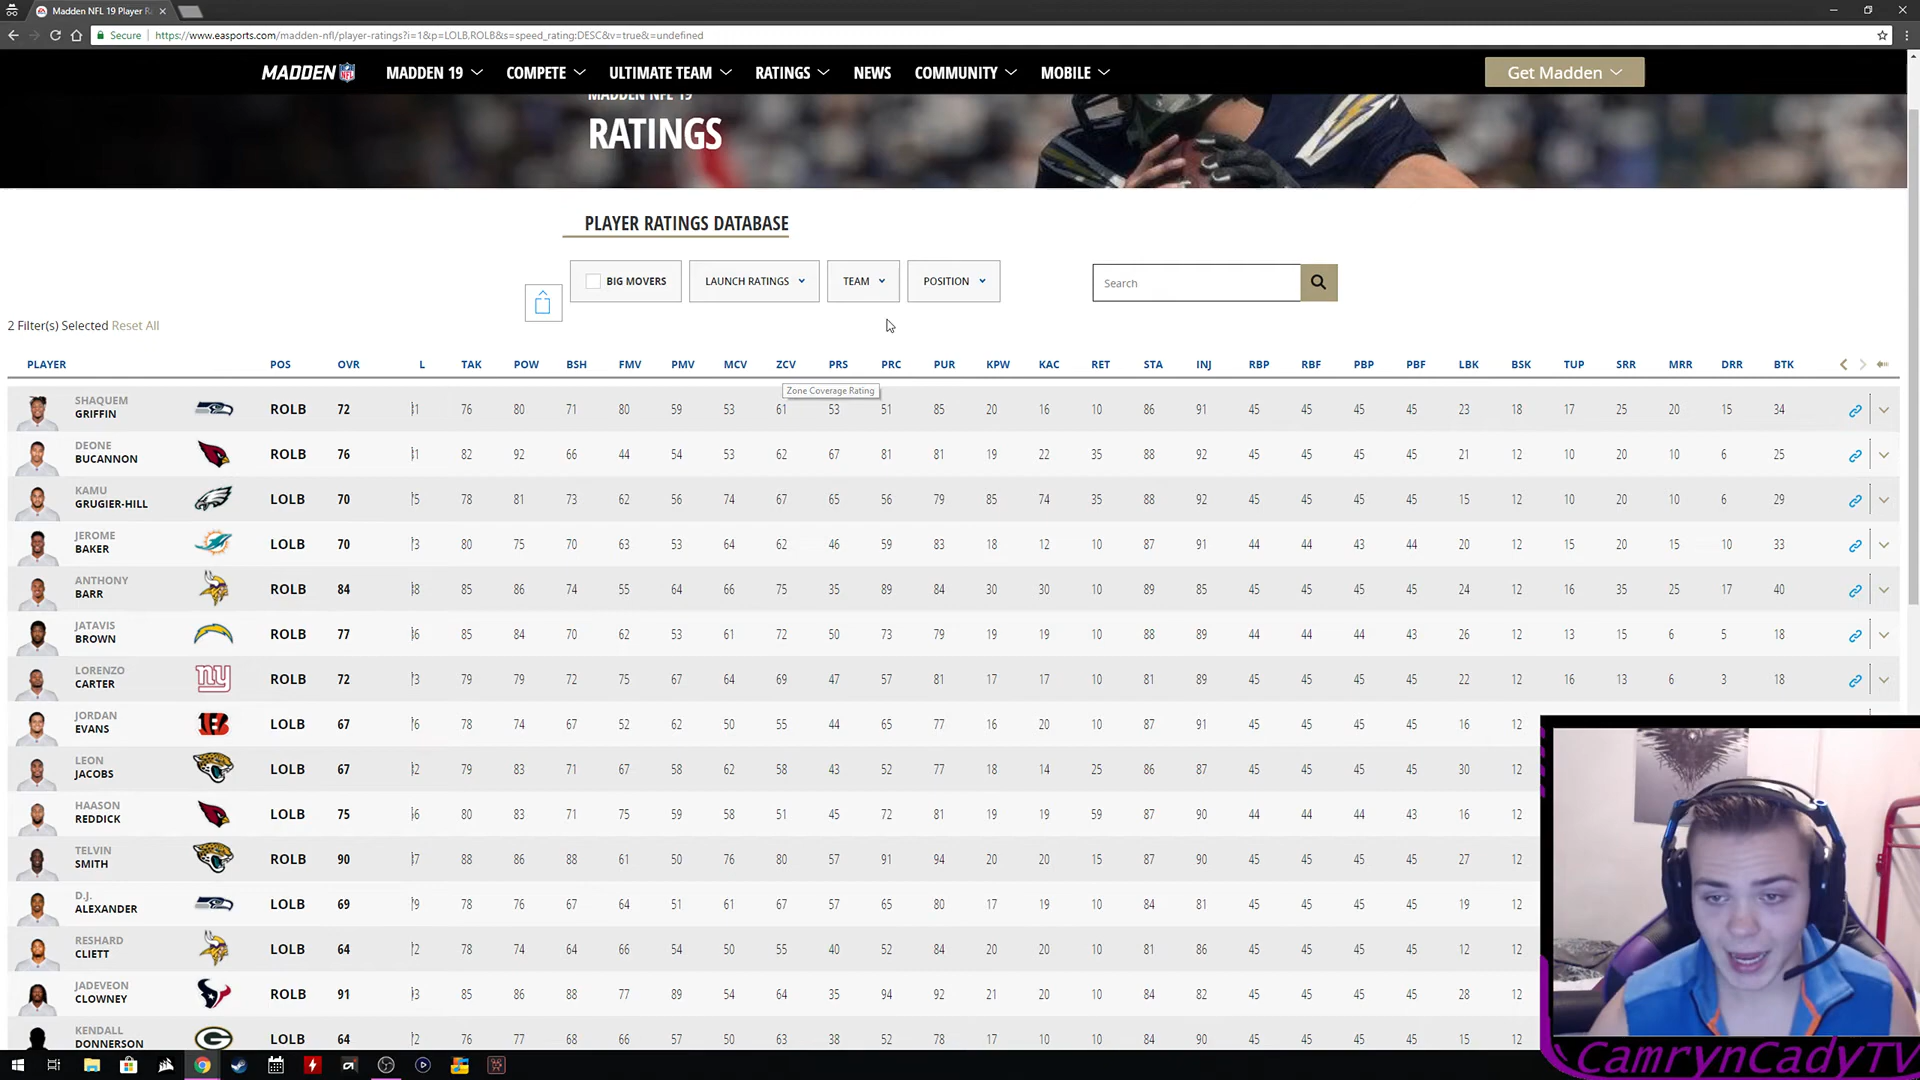 Madden NFL 19 Player R
Secure https://www.easports.com/madden-nfl/player-ratings?i=1&p=LOLB,ROLB&s=speed_rating:DESC&v=true&=undefined
MADDEN NFL MADDEN 19 COMPETE ULTIMATE TEAM RATINGS NEWS COMMUNITY MOBILE Get Madden
MADDEN NFL 19
RATINGS
PLAYER RATINGS DATABASE
BIG MOVERS LAUNCH RATINGS TEAM POSITION Search
2 Filter(s) Selected Reset All
PLAYER POS OVR L TAK POW BSH FMV PMV MCV ZCV PRS PRC PUR KPW KAC RET STA INJ RBP RBF PBP PBF LBK BSK TUP SRR MRR DRR BTK
Zone Coverage Rating
SHAQUEM GRIFFIN ROLB 72 76 80 71 80 59 53 61 53 51 85 20 16 10 86 91 45 45 45 45 23 18 17 25 20 15 34
DEONE BUCANNON ROLB 76 82 92 66 44 54 53 62 67 81 81 19 22 35 88 92 45 45 45 45 21 12 10 20 10 6 25
KAMU GRUGIER-HILL LOLB 70 78 81 73 62 56 74 67 65 56 79 85 74 35 88 92 45 45 45 45 15 12 10 20 10 6 29
JEROME BAKER LOLB 70 80 75 70 63 53 64 62 46 59 83 18 12 10 87 91 44 44 43 44 20 12 15 20 15 10 33
ANTHONY BARR ROLB 84 85 86 74 55 64 66 75 35 89 84 30 30 10 89 85 45 45 45 45 24 12 16 35 25 17 40
JATAVIS BROWN ROLB 77 85 84 70 62 53 61 72 50 73 79 19 19 10 88 89 44 44 44 43 26 12 13 15 6 5 18
LORENZO CARTER ROLB 72 79 79 72 75 67 64 69 47 57 81 17 17 10 81 89 45 45 45 45 22 12 16 13 6 3 18
JORDAN EVANS LOLB 67 78 74 67 52 62 50 55 44 65 77 16 20 10 87 91 45 45 45 45 16 12
LEON JACOBS LOLB 67 79 83 71 67 58 62 58 43 52 77 18 14 25 86 87 45 45 45 45 30 12
HAASON REDDICK LOLB 75 80 83 71 75 59 58 51 45 72 81 19 19 59 87 90 44 44 44 43 16 12
TELVIN SMITH ROLB 90 88 86 88 61 50 76 80 57 91 94 20 20 15 87 90 45 45 45 45 27 12
D.J. ALEXANDER LOLB 69 78 76 67 64 51 61 67 57 65 80 17 19 10 84 81 45 45 45 45 19 12
RESHARD CLIETT LOLB 64 78 74 64 66 54 50 55 40 52 84 20 20 10 81 86 45 45 45 45 12 12
JADEVEON CLOWNEY ROLB 91 85 86 88 77 89 54 64 35 94 92 21 20 10 84 82 45 45 45 45 28 12
KENDALL DONNERSON LOLB 64 76 77 68 66 57 50 63 38 52 78 17 10 10 84 90 45 45 45 45 15 12
CamrynCadyTV